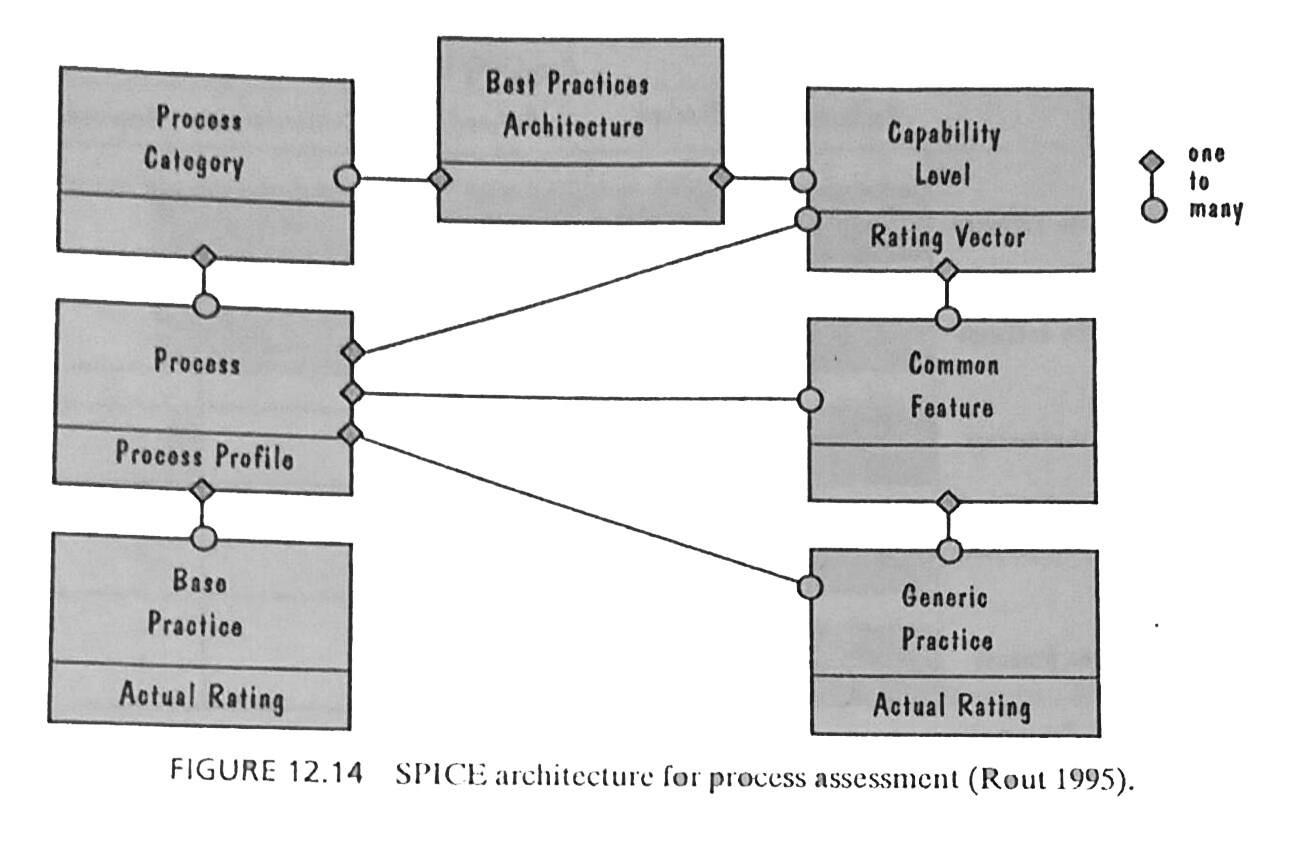 Process
Category
Best Practices
Architecture
Capability
Level
Rating Vector
one
to
many
Process
Process Profile
Common
Feature
Base
Practice
Actual Rating
Generic
Practice
Actual Rating
FIGURE 12.14 SPICE architecture for process assessment (Rout 1995).